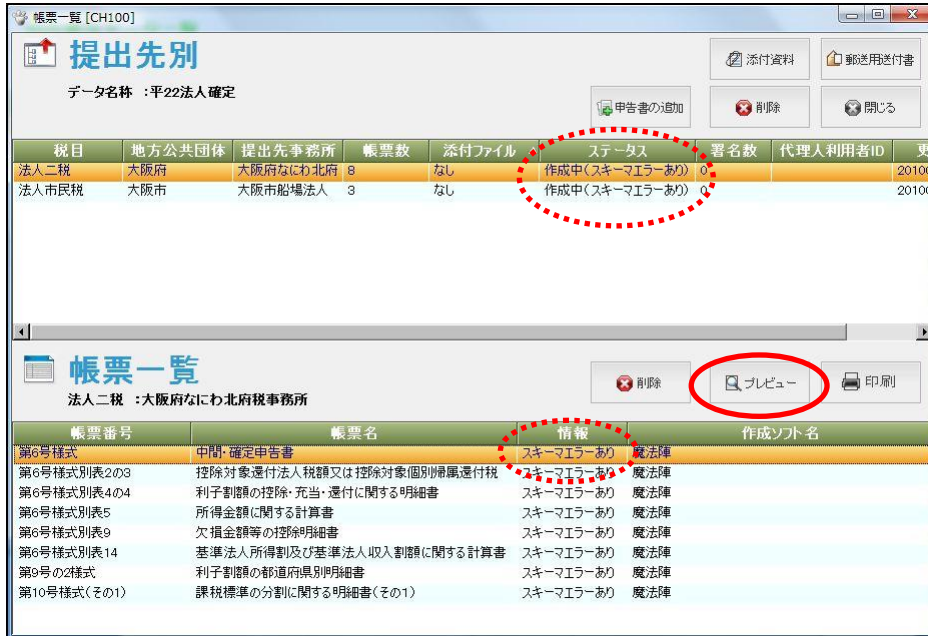 帳票一覧 [CH100]
提出先別
添付資料
郵送用送付書
データ名称 :平22法人確定
申告書の追加
削除
閉じる
税目 地方公共団体 提出先事務所 帳票数 添付ファイル ステータス 署名数 代理人利用者ID 更
法人二税 大阪府 大阪府なにわ北府 8 なし 作成中(スキーマエラーあり) 0 2010
法人市民税 大阪市 大阪市船場法人 3 なし 作成中(スキーマエラーあり) 0 2010
帳票一覧
削除
プレビュー
印刷
法人二税 :大阪府なにわ北府税事務所
帳票番号 帳票名 情報 作成ソフト名
第6号様式 中間・確定申告書 スキーマエラーあり 魔法陣
第6号様式別表2の3 控除対象還付法人税額又は控除対象個別帰属還付税 スキーマエラーあり 魔法陣
第6号様式別表4の4 利子割額の控除・充当・還付に関する明細書 スキーマエラーあり 魔法陣
第6号様式別表5 所得金額に関する計算書 スキーマエラーあり 魔法陣
第6号様式別表9 欠損金額等の控除明細書 スキーマエラーあり 魔法陣
第6号様式別表14 基準法人所得割及び基準法人収入割額に関する計算書 スキーマエラーあり 魔法陣
第9号の2様式 利子割額の都道府県別明細書 スキーマエラーあり 魔法陣
第10号様式(その1) 課税標準の分割に関する明細書(その1) スキーマエラーあり 魔法陣